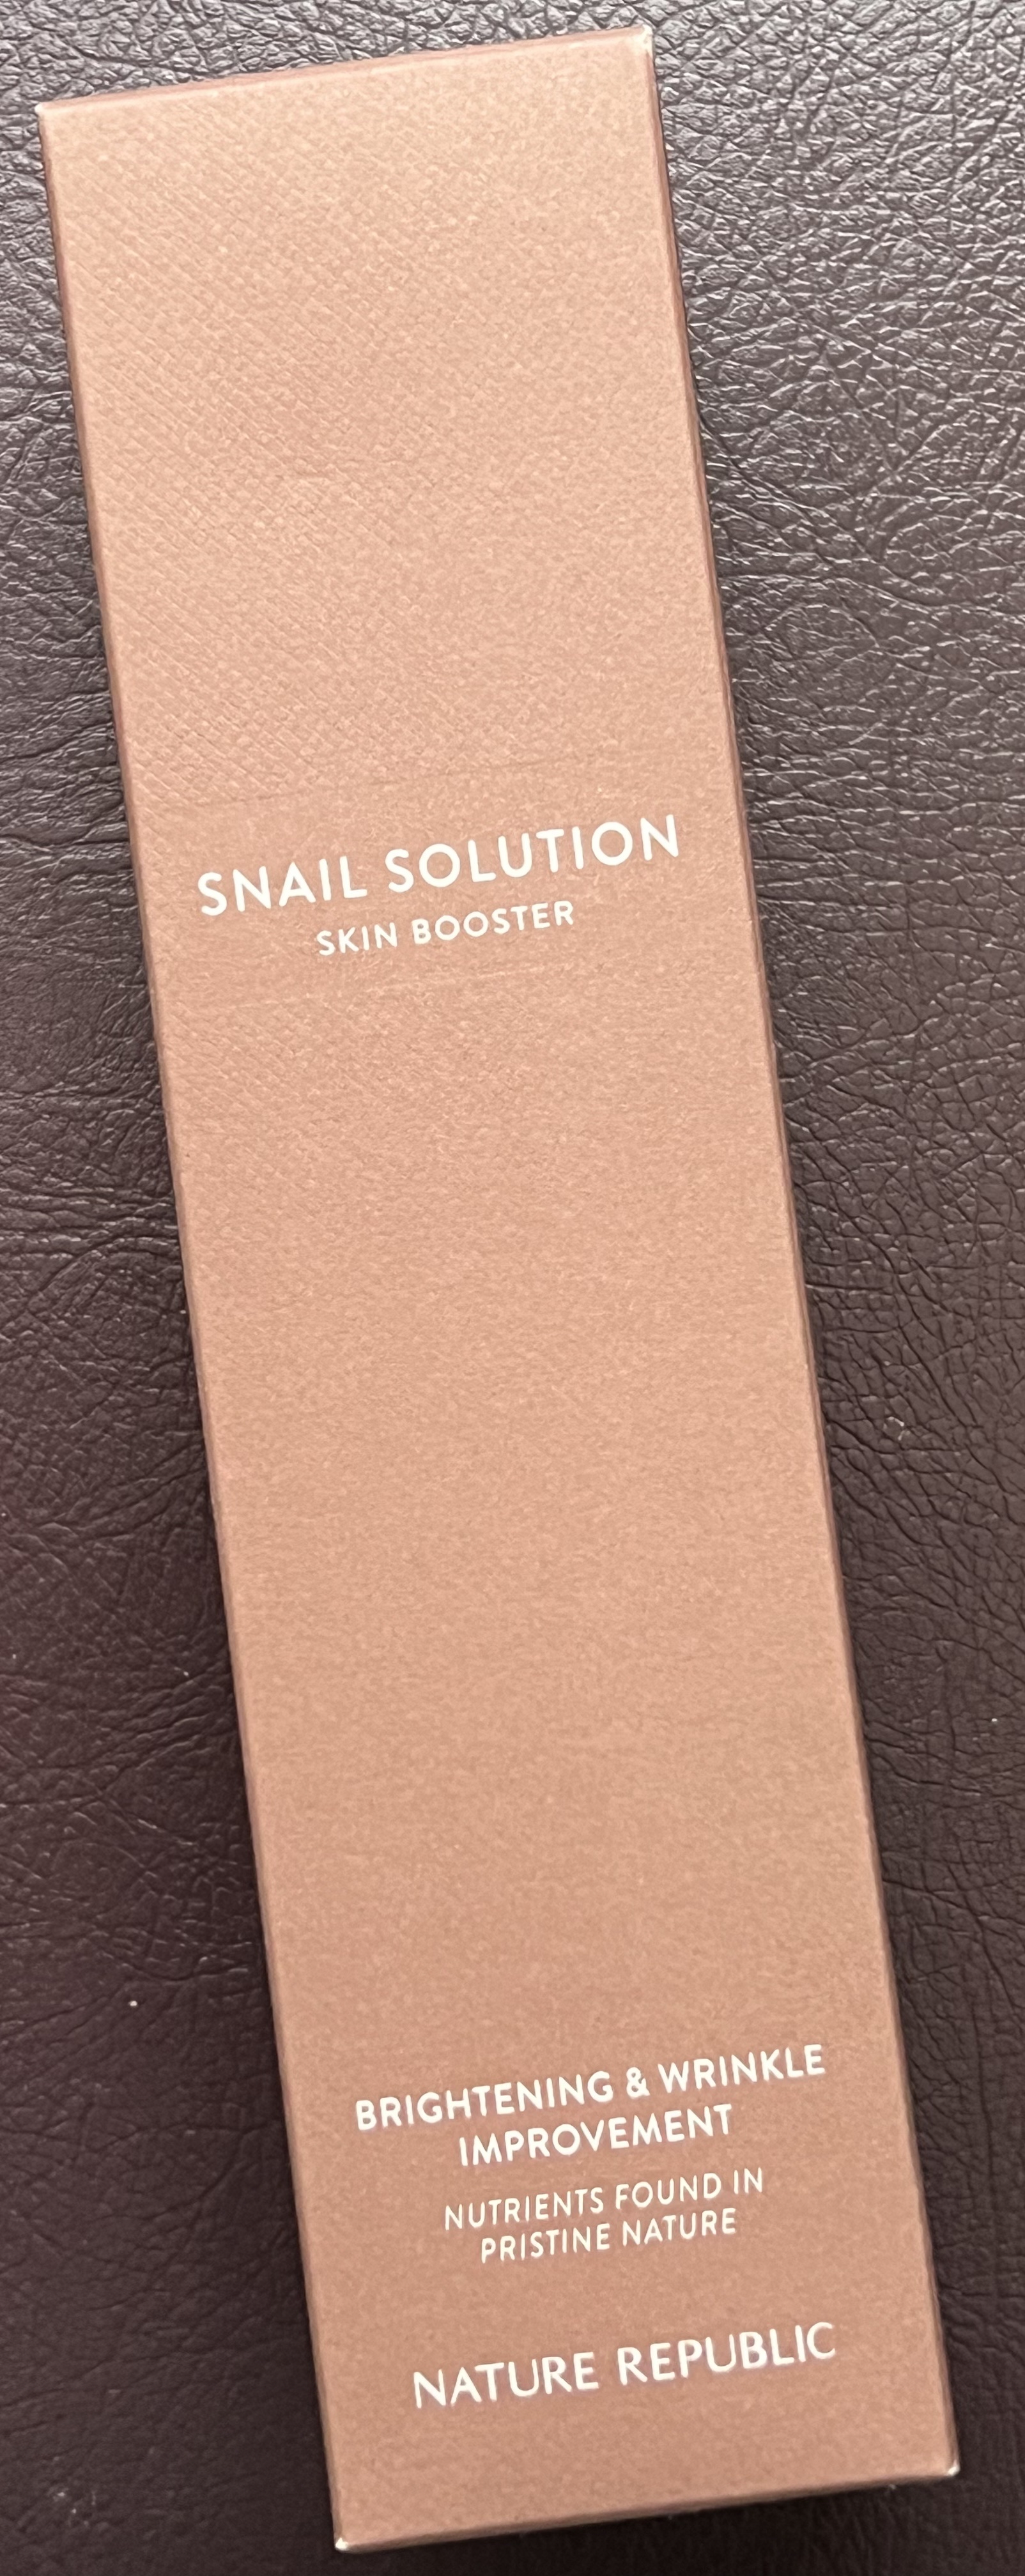 SNAIL SOLUTION
SKIN BOOSTER
BRIGHTENING & WRINKLE
IMPROVEMENT
NUTRIENTS FOUND IN
PRISTINE NATURE
NATURE REPUBLIC